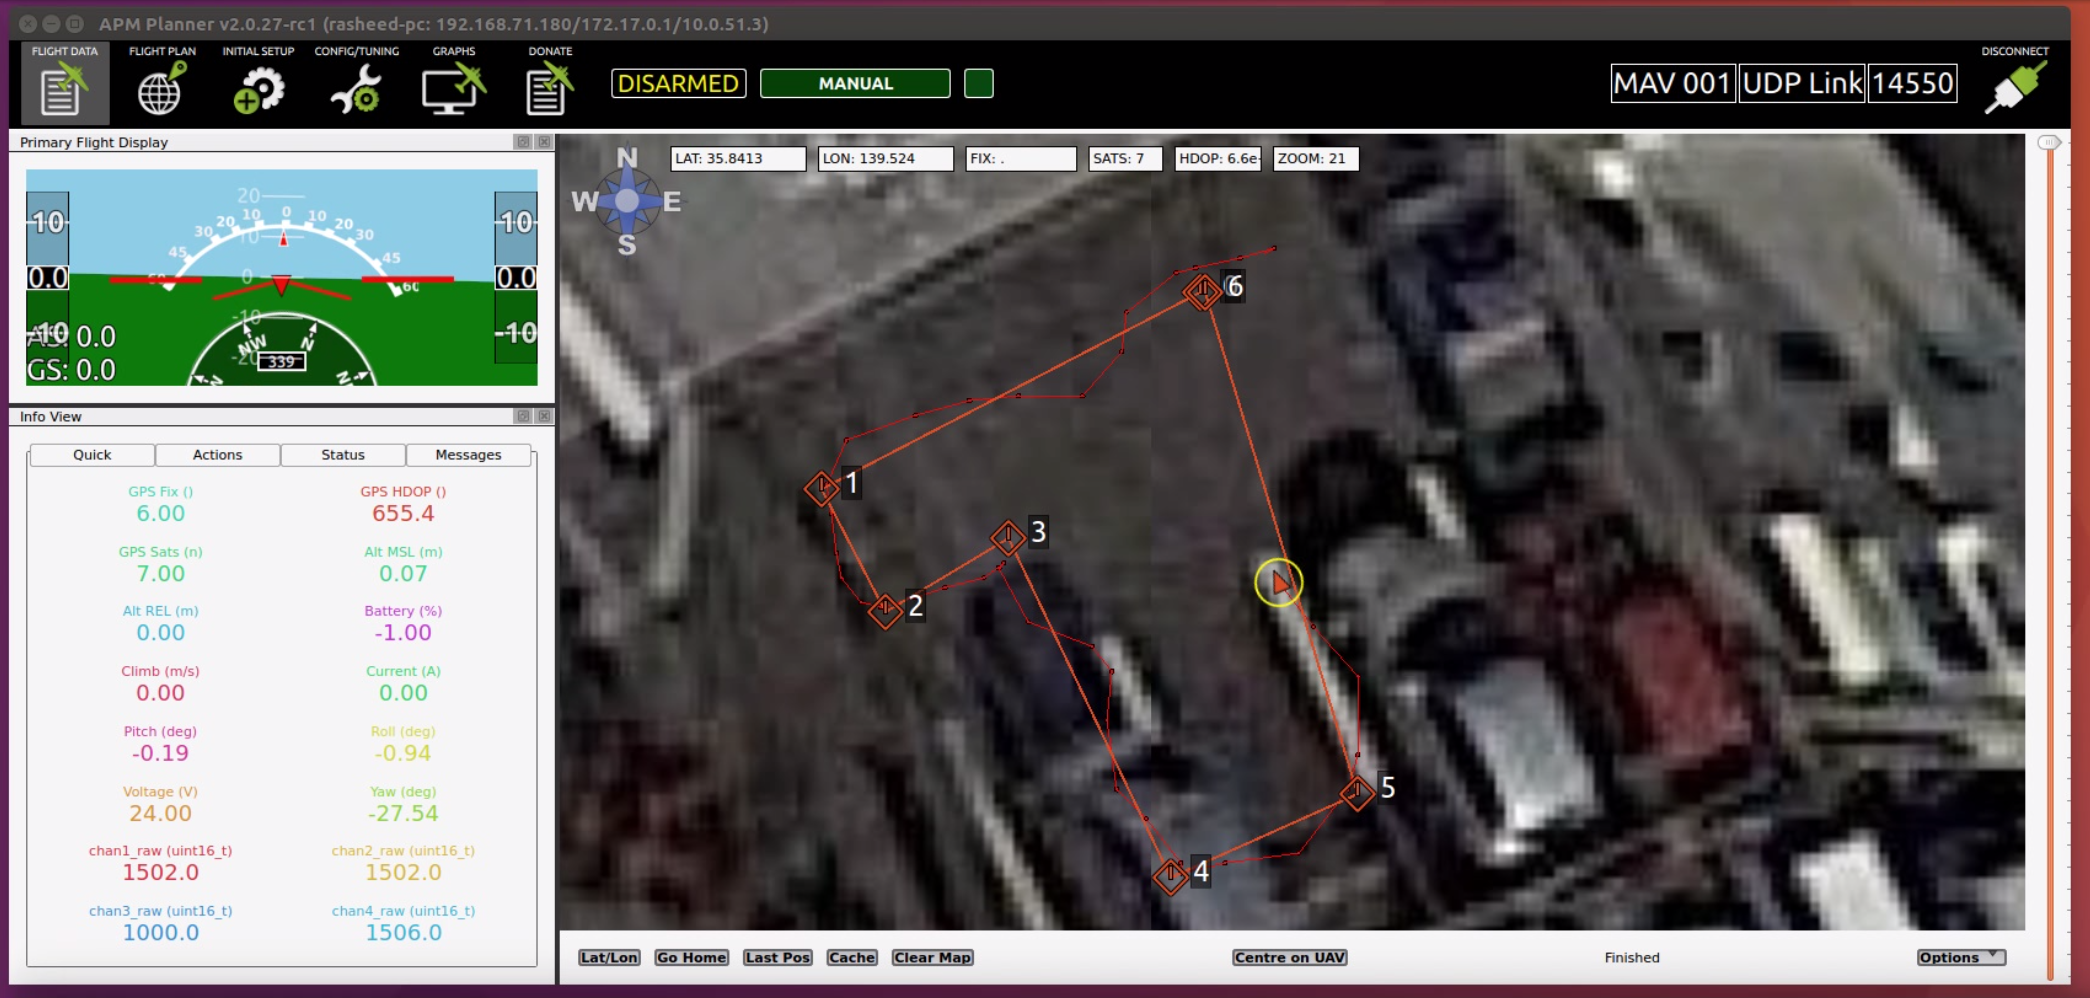 APM Planner v2.0.27-rc1 (rasheed-pc: 192.168.71.180/172.17.0.1/10.0.51.3)
FLIGHT DATA FLIGHT PLAN INITIAL SETUP CONFIG/TUNING GRAPHS DONATE DISCONNECT
DISARMED MANUAL MAV 001 UDP Link 14550
Primary Flight Display
20
10 0 10
30 20 20 30
10
45 45
-10 -10
0.0 0 0.0
60
-10 -10
AS: 0.0
NW N
-20 339
GS: 0.0
N N
Info View
Quick Actions Status Messages
GPS Fix () GPS HDOP ()
6.00 655.4
GPS Sats (n) Alt MSL (m)
7.00 0.07
Alt REL (m) Battery (%)
0.00 -1.00
Climb (m/s) Current (A)
0.00 0.00
Pitch (deg) Roll (deg)
-0.19 -0.94
Voltage (V) Yaw (deg)
24.00 -27.54
chan1_raw (uint16_t) chan2_raw (uint16_t)
1502.0 1502.0
chan3_raw (uint16_t) chan4_raw (uint16_t)
1000.0 1506.0
N
W E
S
LAT: 35.8413 LON: 139.524 FIX: . SATS: 7 HDOP: 6.6e- ZOOM: 21
6
1
3
2
5
4
Lat/Lon Go Home Last Pos Cache Clear Map Centre on UAV Finished Options